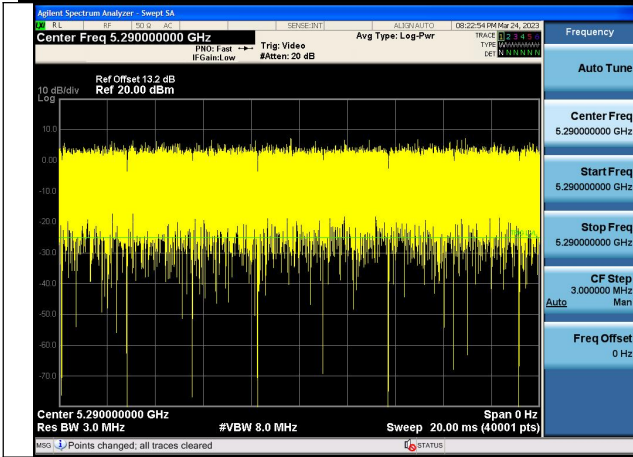 Agilent Spectrum Analyzer - Swept SA
RL RF 50 Ω AC SENSE:INT ALIGNAUTO 08:22:54 PM Mar 24, 2023
Center Freq 5.290000000 GHz
PNO: Fast
IFGain:Low
Trig: Video
#Atten: 20 dB
Avg Type: Log-Pwr
TRACE 1 2 3 4 5 6
TYPE WWWWWW
DET N N N N N N
Ref Offset 13.2 dB
10 dB/div Ref 20.00 dBm
Log
10.0
0.00
-10.0
-20.0
-30.0
-40.0
-50.0
-60.0
-70.0
Center 5.290000000 GHz
Span 0 Hz
Res BW 3.0 MHz
#VBW 8.0 MHz
Sweep 20.00 ms (40001 pts)
MSG Points changed; all traces cleared
STATUS
Frequency
Auto Tune
Center Freq
5.290000000 GHz
Start Freq
5.290000000 GHz
Stop Freq
5.290000000 GHz
CF Step
3.000000 MHz
Auto Man
Freq Offset
0 Hz